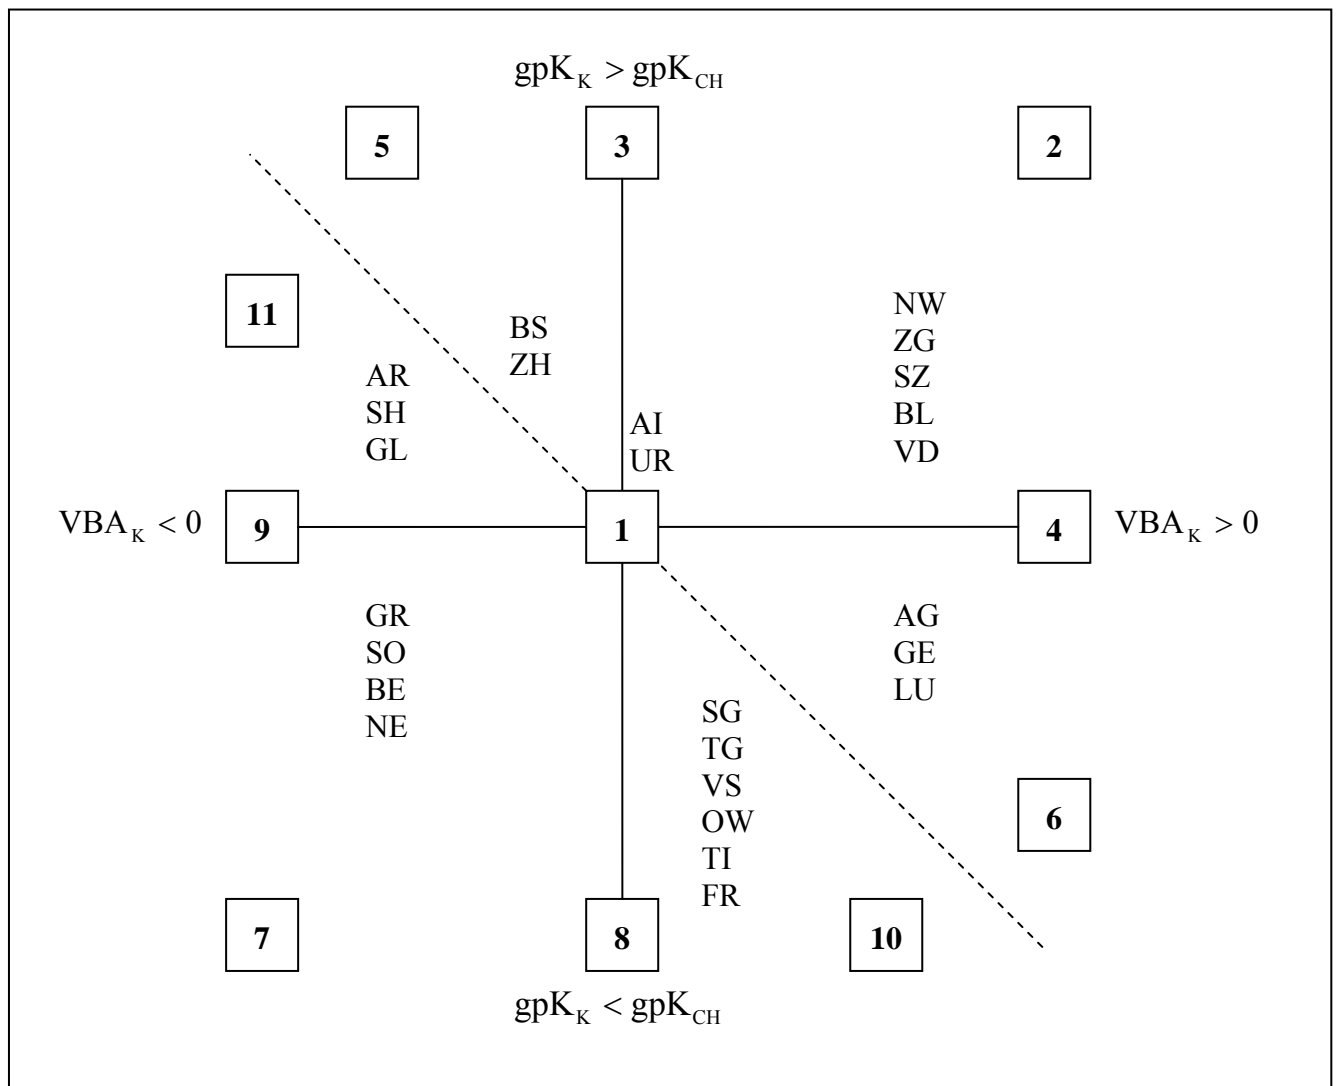 gpK_K > gpK_CH
5
3
2
11
NW
ZG
SZ
BL
VD
BS
ZH
AR
SH
GL
AI
UR
VBA_K < 0
9
1
4
VBA_K > 0
GR
SO
BE
NE
AG
GE
LU
SG
TG
VS
OW
TI
FR
6
7
8
10
gpK_K < gpK_CH